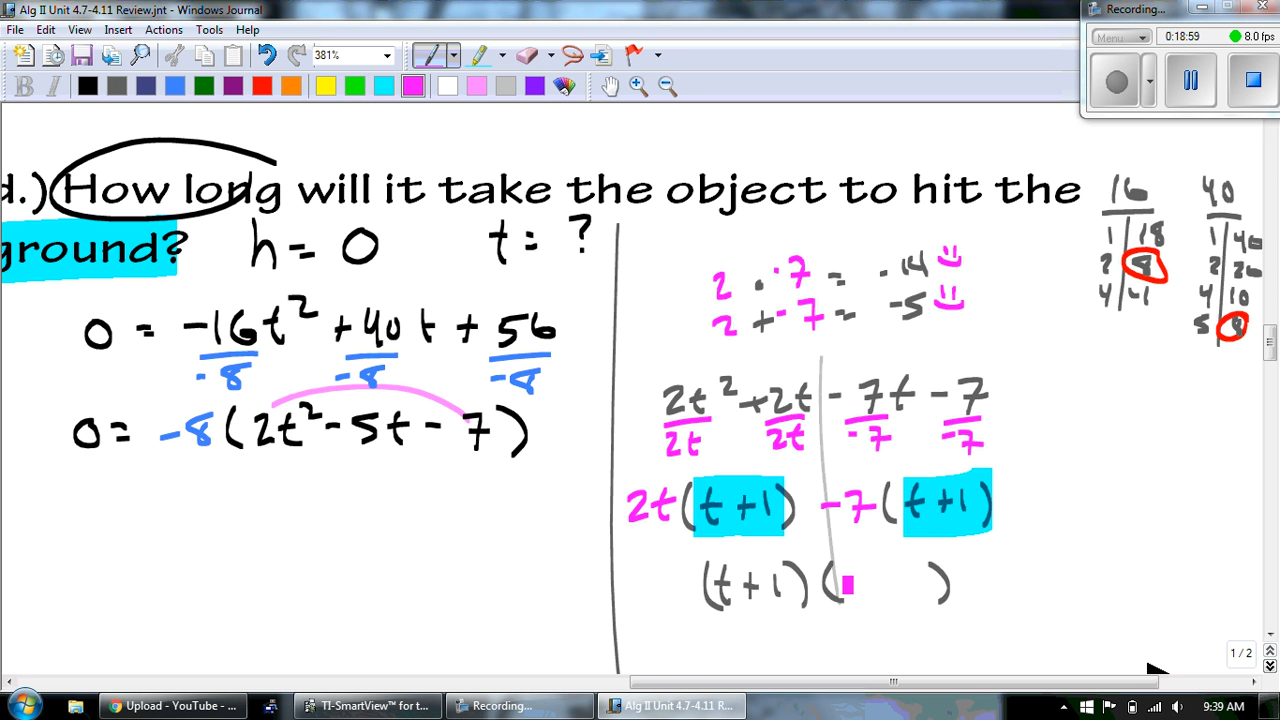 Alg II Unit 4.7-4.11 Review.jnt - Windows Journal
Recording...
File Edit View Insert Actions Tools Help
Menu
0:18:59
8.0 fps
381%
B I
d.) How long will it take the object to hit the
ground? h = 0 t = ?
0 = -16t² + 40t + 56
-8 -8 -8
0 = -8(2t² - 5t - 7)
2 · -7 = -14
2 + -7 = -5
2t² + 2t - 7t - 7
2t 2t -7 -7
2t(t+1) -7(t+1)
(t+1)( )
16
1
2 8
4
40
1 40
2 20
4 10
5 8
1 / 2
Upload - YouTube - ...
TI-SmartView™ for t...
Recording...
Alg II Unit 4.7-4.11 R...
9:39 AM